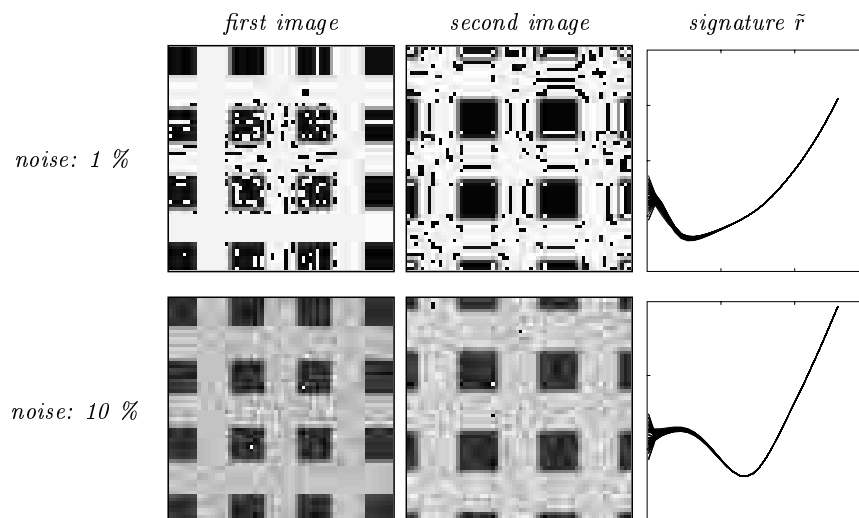 first image second image signature r̃
noise: 1 %
noise: 10 %